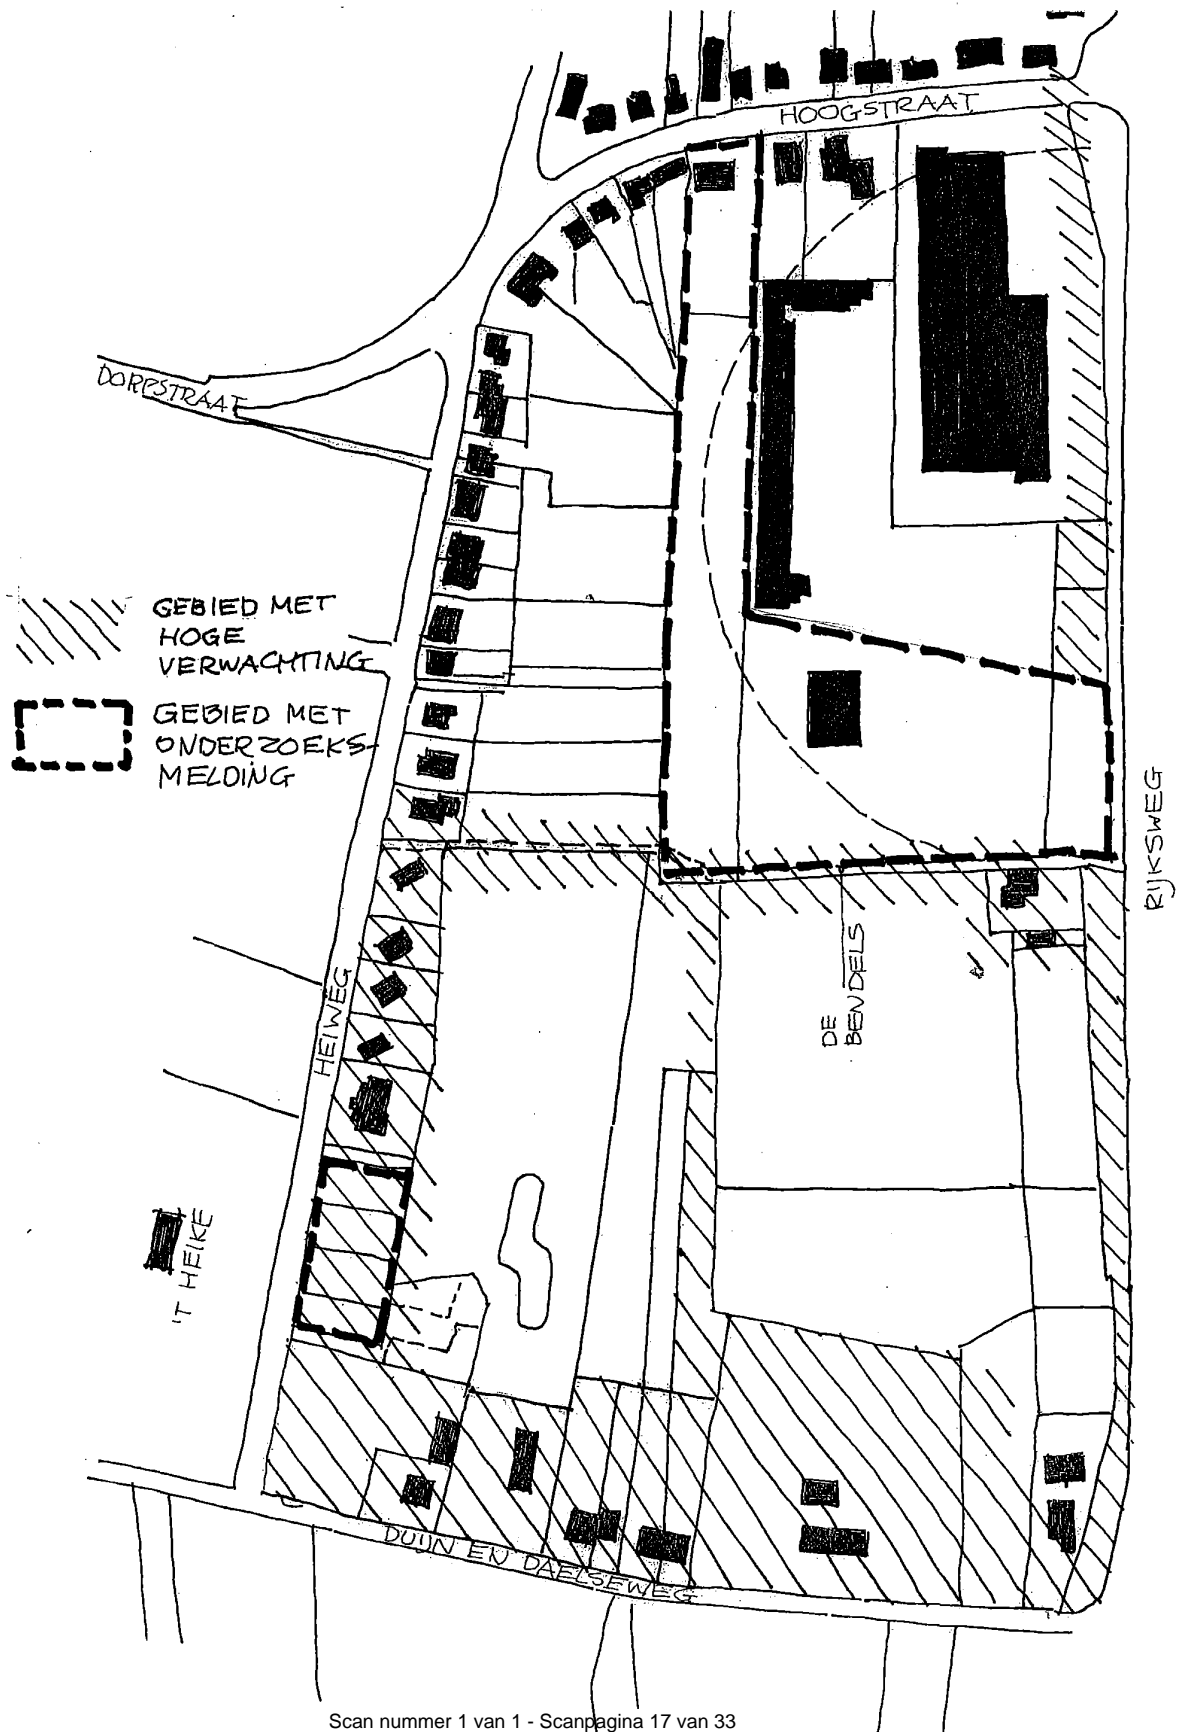 HOOGSTRAAT
DORPSTRAAT
GEBIED MET
HOGE
VERWACHTING
GEBIED MET
ONDERZOEKS-
MELDING
RIJKSWEG
DE
BENDELS
HEIWEG
'T HEIKE
DUIJN EN DAELSEWEG
Scan nummer 1 van 1 - Scanpagina 17 van 33